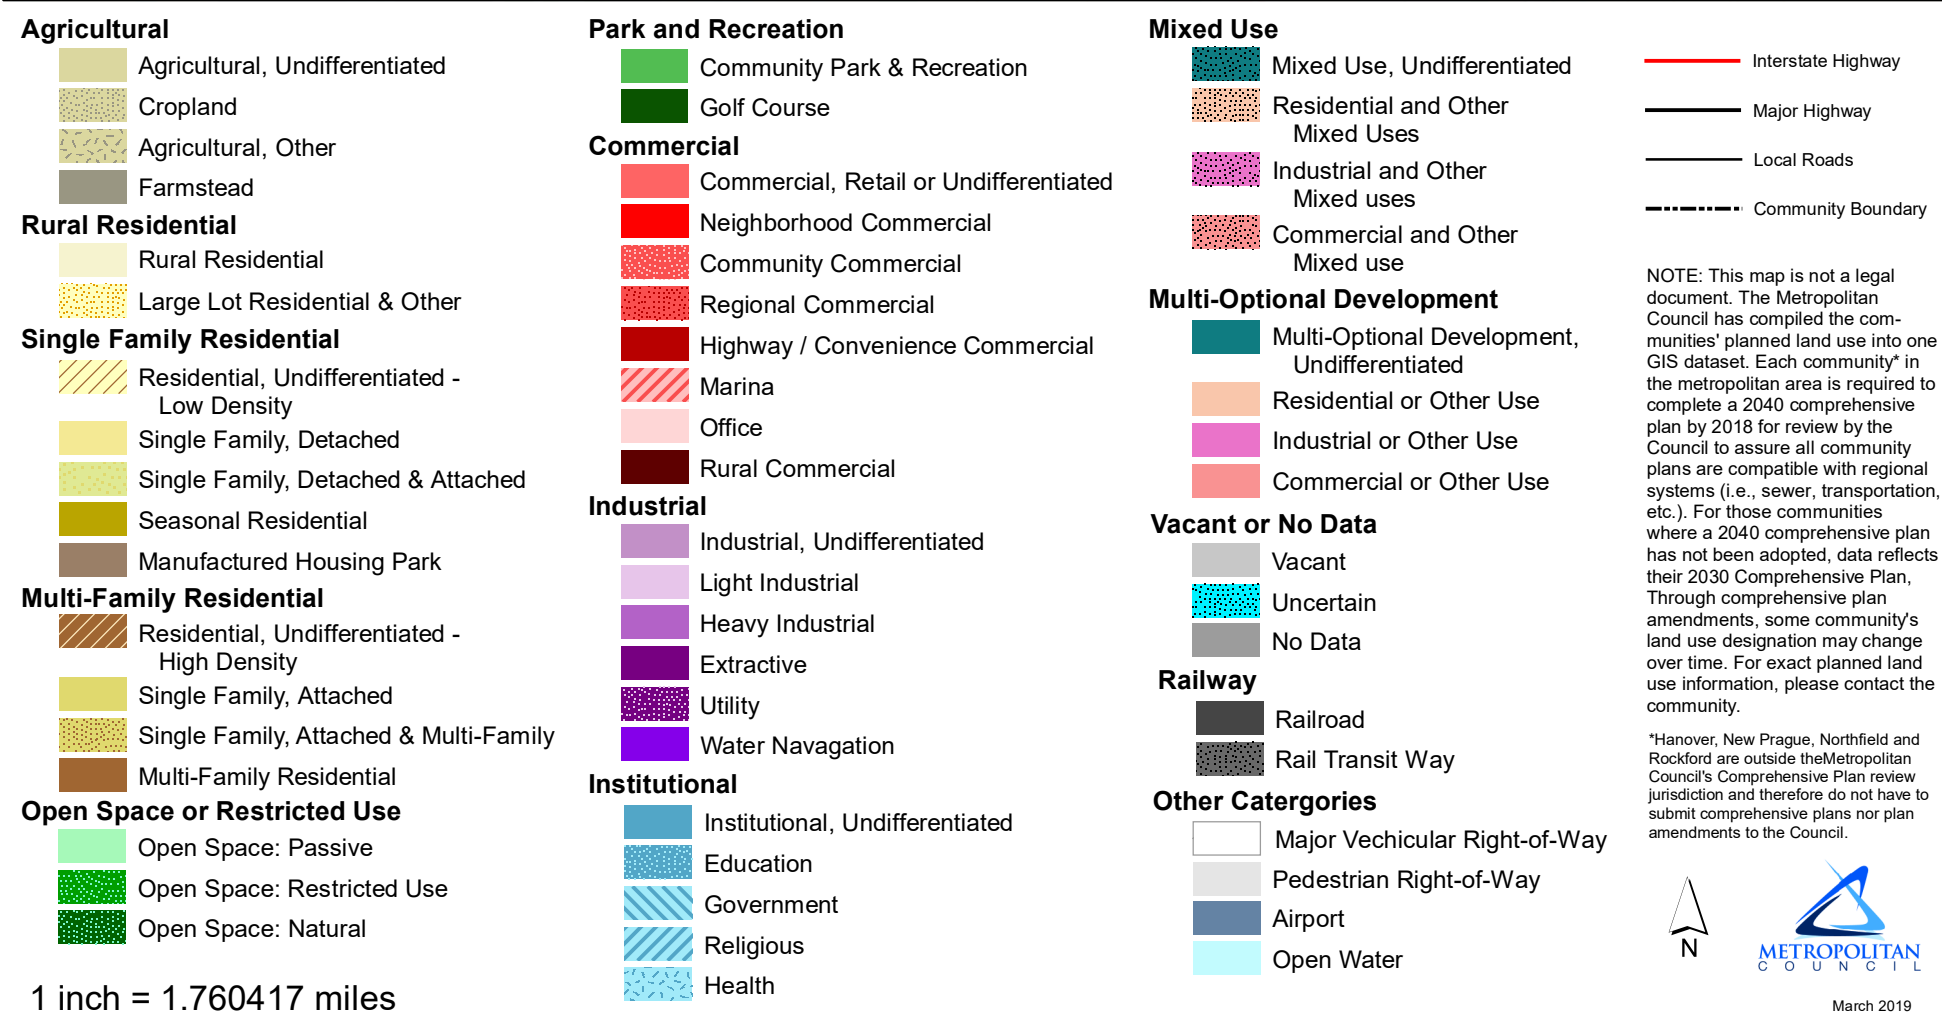 Agricultural
Agricultural, Undifferentiated
Cropland
Agricultural, Other
Farmstead
Rural Residential
Rural Residential
Large Lot Residential & Other
Single Family Residential
Residential, Undifferentiated -
Low Density
Single Family, Detached
Single Family, Detached & Attached
Seasonal Residential
Manufactured Housing Park
Multi-Family Residential
Residential, Undifferentiated -
High Density
Single Family, Attached
Single Family, Attached & Multi-Family
Multi-Family Residential
Open Space or Restricted Use
Open Space: Passive
Open Space: Restricted Use
Open Space: Natural
1 inch = 1.760417 miles
Park and Recreation
Community Park & Recreation
Golf Course
Commercial
Commercial, Retail or Undifferentiated
Neighborhood Commercial
Community Commercial
Regional Commercial
Highway / Convenience Commercial
Marina
Office
Rural Commercial
Industrial
Industrial, Undifferentiated
Light Industrial
Heavy Industrial
Extractive
Utility
Water Navagation
Institutional
Institutional, Undifferentiated
Education
Government
Religious
Health
Mixed Use
Mixed Use, Undifferentiated
Residential and Other
Mixed Uses
Industrial and Other
Mixed uses
Commercial and Other
Mixed use
Multi-Optional Development
Multi-Optional Development,
Undifferentiated
Residential or Other Use
Industrial or Other Use
Commercial or Other Use
Vacant or No Data
Vacant
Uncertain
No Data
Railway
Railroad
Rail Transit Way
Other Catergories
Major Vechicular Right-of-Way
Pedestrian Right-of-Way
Airport
Open Water
Interstate Highway
Major Highway
Local Roads
Community Boundary
NOTE: This map is not a legal
document. The Metropolitan
Council has compiled the com-
munities' planned land use into one
GIS dataset. Each community* in
the metropolitan area is required to
complete a 2040 comprehensive
plan by 2018 for review by the
Council to assure all community
plans are compatible with regional
systems (i.e., sewer, transportation,
etc.). For those communities
where a 2040 comprehensive plan
has not been adopted, data reflects
their 2030 Comprehensive Plan,
Through comprehensive plan
amendments, some community's
land use designation may change
over time. For exact planned land
use information, please contact the
community.
*Hanover, New Prague, Northfield and
Rockford are outside theMetropolitan
Council's Comprehensive Plan review
jurisdiction and therefore do not have to
submit comprehensive plans nor plan
amendments to the Council.
N
METROPOLITAN
COUNCIL
March 2019